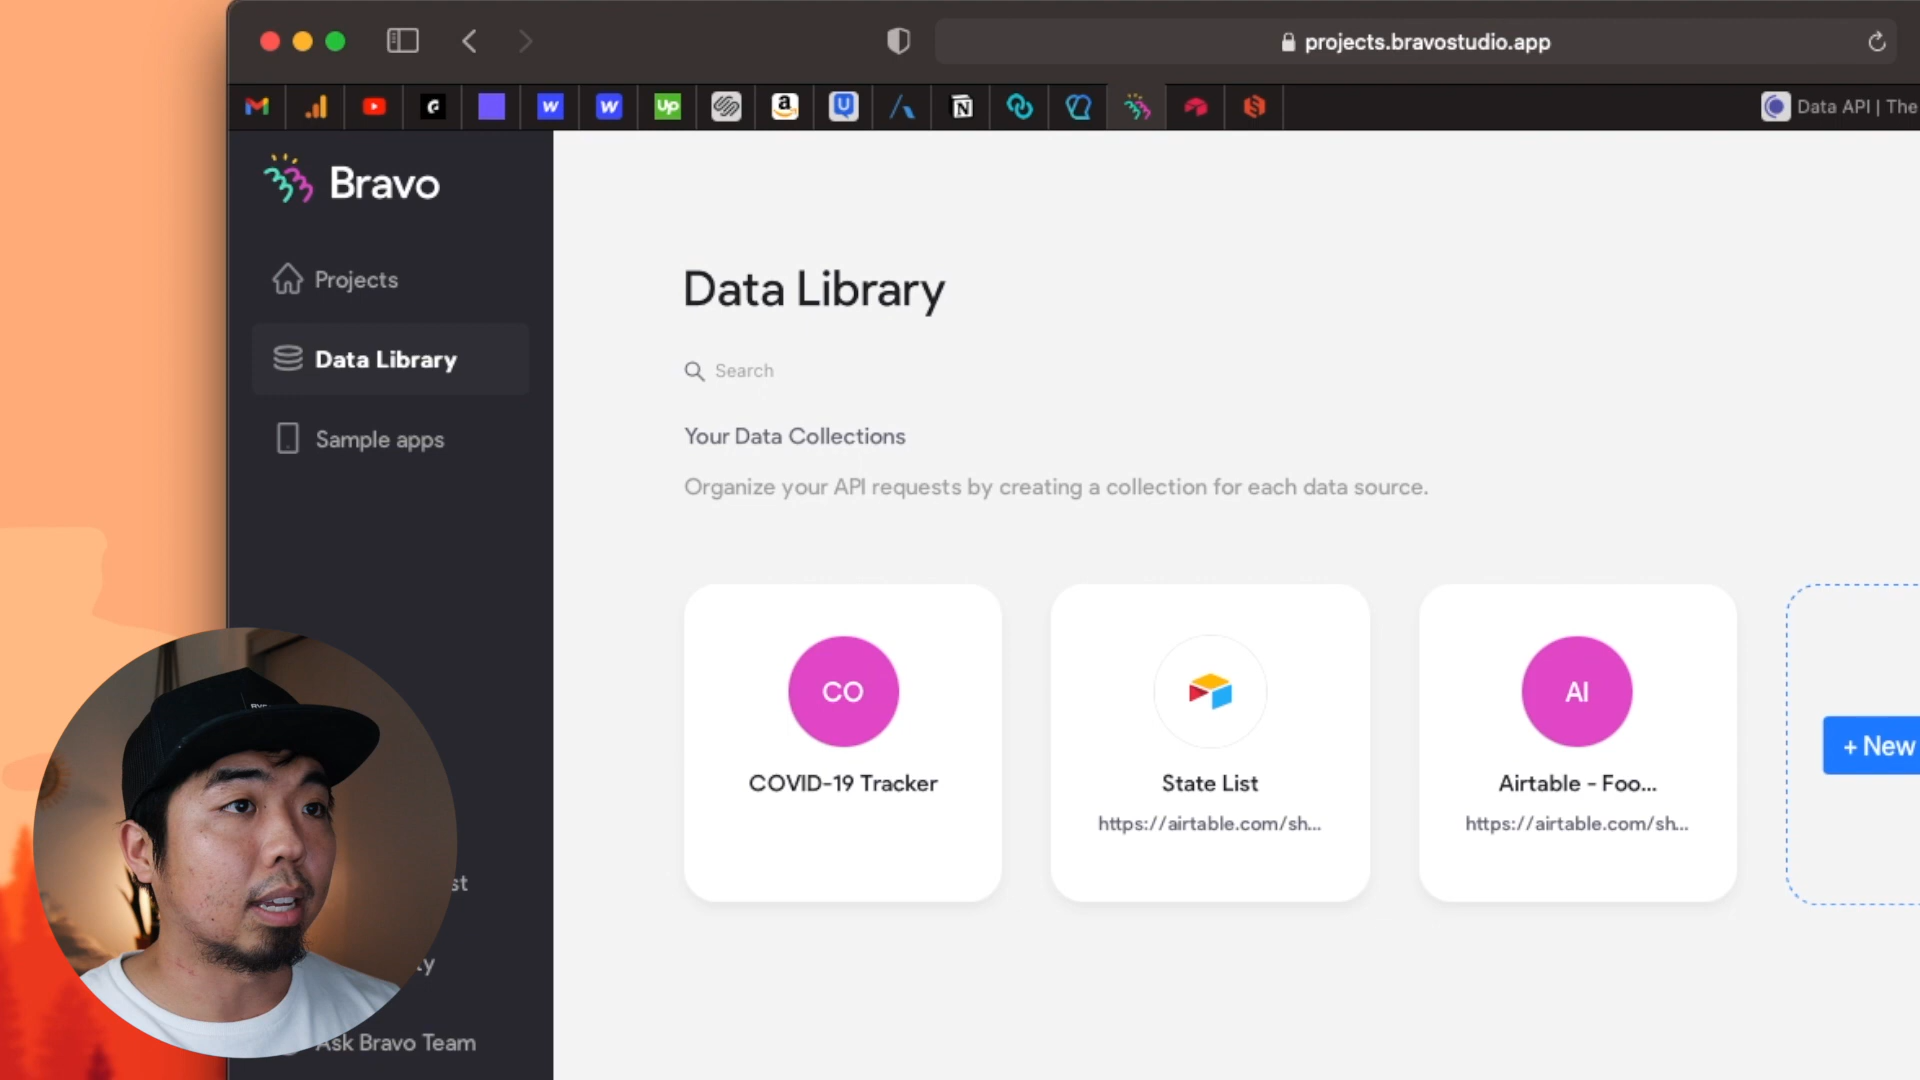 projects.bravostudio.app
Data API | The
Bravo
Projects
Data Library
Sample apps
st
ty
Ask Bravo Team
Data Library
Search
Your Data Collections
Organize your API requests by creating a collection for each data source.
CO
COVID-19 Tracker
State List
https://airtable.com/sh...
AI
Airtable - Foo...
https://airtable.com/sh...
+ New